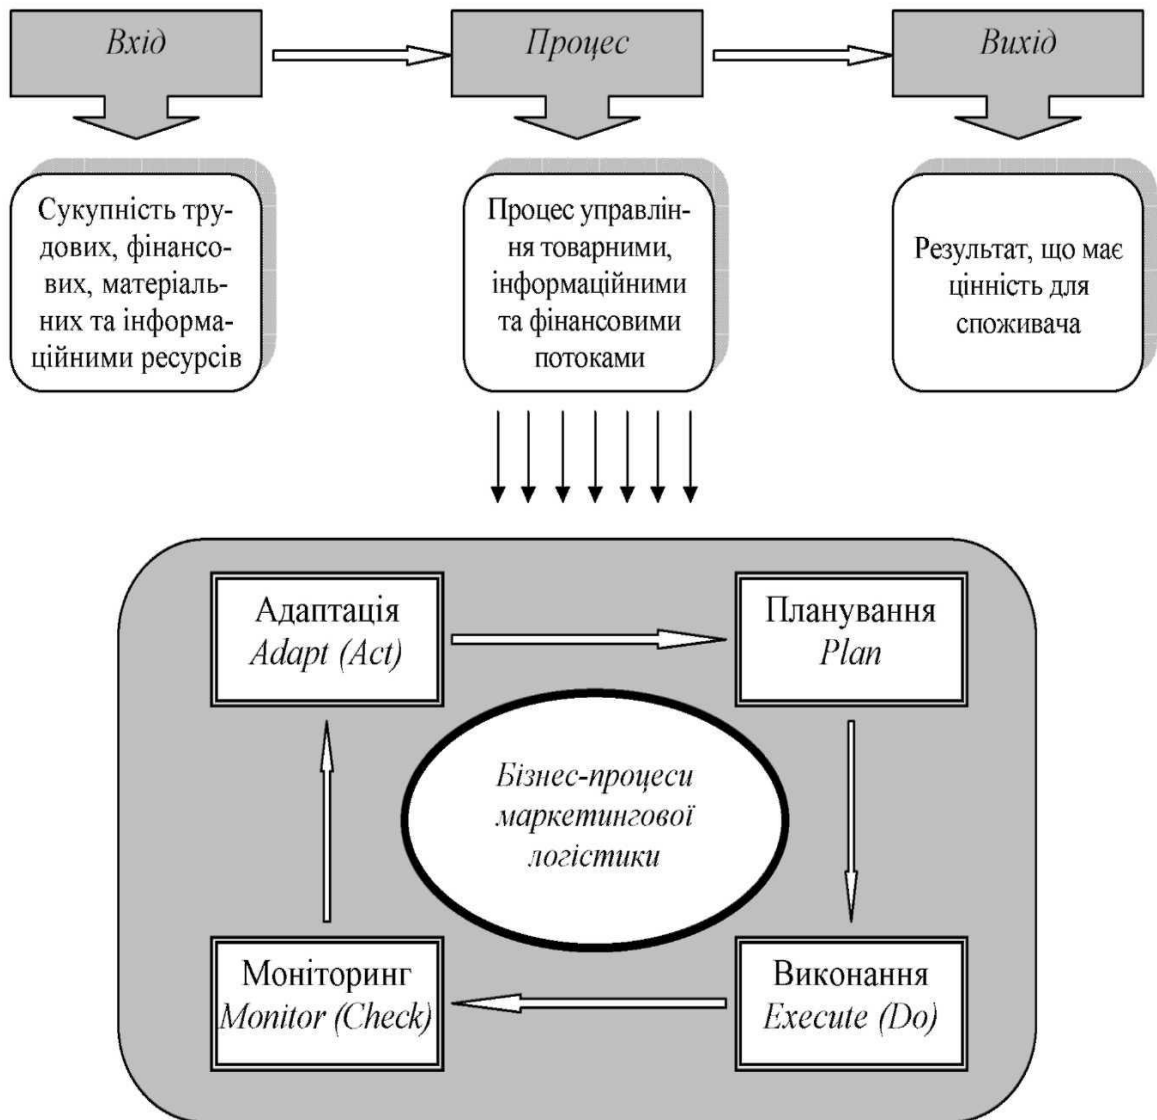 Вхід
Процес
Вихід
Сукупність тру-
дових, фінансо-
вих, матеріаль-
них та інформа-
ційними ресурсів
Процес управлін-
ня товарними,
інформаційними
та фінансовими
потоками
Результат, що має
цінність для
споживача
Адаптація
Adapt (Act)
Планування
Plan
Бізнес-процеси
маркетингової
логістики
Моніторинг
Monitor (Check)
Виконання
Execute (Do)